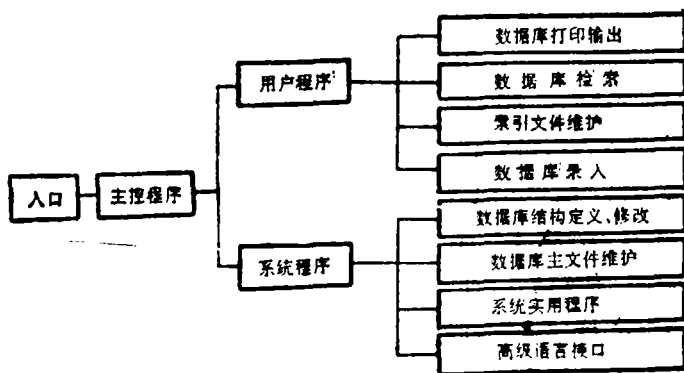 数据库打印输出
用户程序
数据库检索
索引文件维护
数据库录入
入口
主控程序
数据库结构定义、修改
系统程序
数据库主文件维护
系统实用程序
高级语言接口